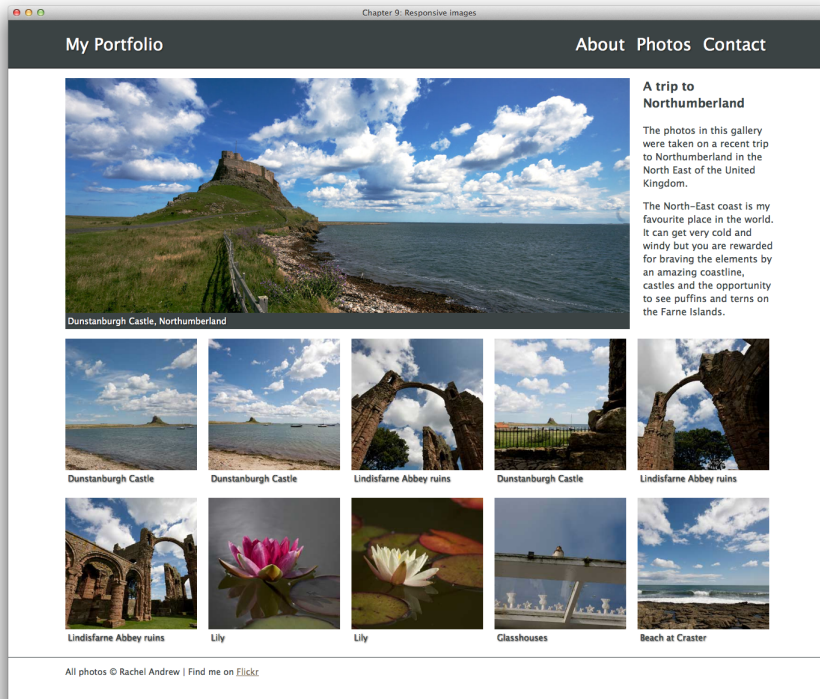 Chapter 9: Responsive images
My Portfolio
About Photos Contact
A trip to
Northumberland
The photos in this gallery
were taken on a recent trip
to Northumberland in the
North East of the United
Kingdom.
The North-East coast is my
favourite place in the world.
It can get very cold and
windy but you are rewarded
for braving the elements by
an amazing coastline,
castles and the opportunity
to see puffins and terns on
the Farne Islands.
Dunstanburgh Castle, Northumberland
Dunstanburgh Castle
Dunstanburgh Castle
Lindisfarne Abbey ruins
Dunstanburgh Castle
Lindisfarne Abbey ruins
Lindisfarne Abbey ruins
Lily
Lily
Glasshouses
Beach at Craster
All photos © Rachel Andrew | Find me on Flickr